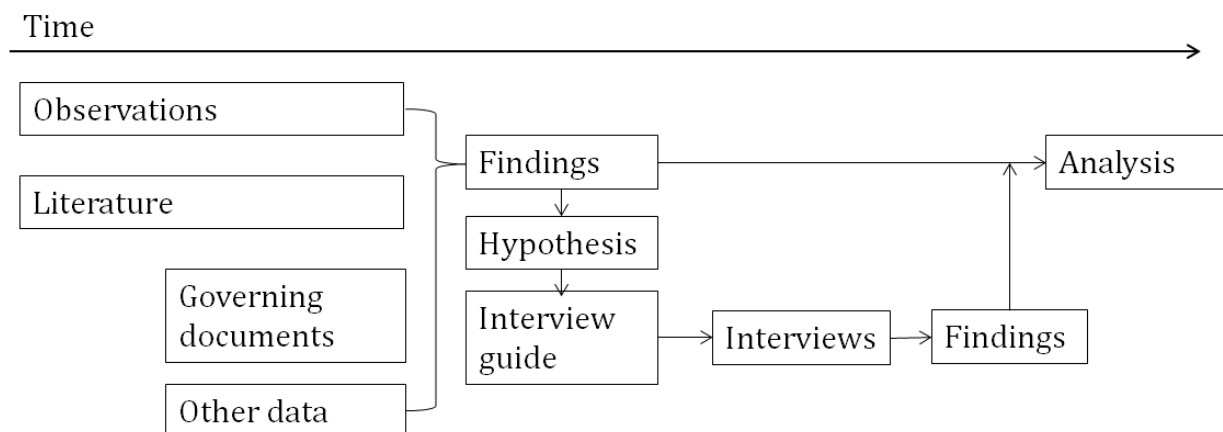 Time
Observations
Literature
Governing
documents
Other data
Findings
Hypothesis
Interview
guide
Interviews
Findings
Analysis